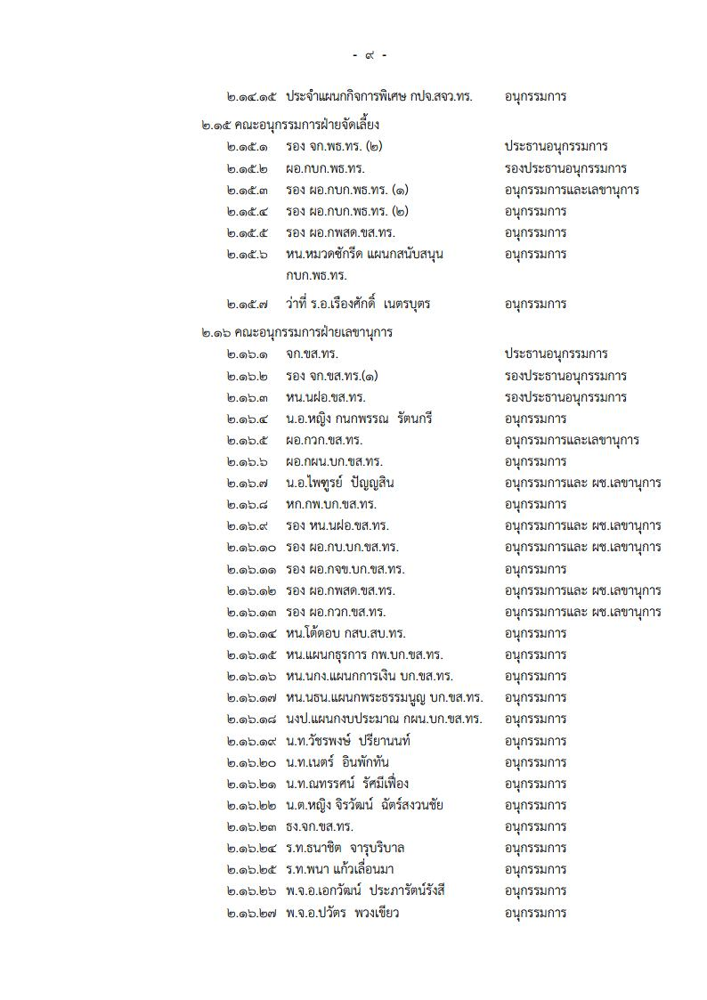 - ๙ -
๒.๑๔.๑๕ ประจำแผนกกิจการพิเศษ กปจ.สจว.ทร. อนุกรรมการ
๒.๑๕ คณะอนุกรรมการฝ่ายจัดเลี้ยง
๒.๑๕.๑ รอง จก.พธ.ทร. (๒) ประธานอนุกรรมการ
๒.๑๕.๒ ผอ.กบก.พธ.ทร. รองประธานอนุกรรมการ
๒.๑๕.๓ รอง ผอ.กบก.พธ.ทร. (๑) อนุกรรมการและเลขานุการ
๒.๑๕.๔ รอง ผอ.กบก.พธ.ทร. (๒) อนุกรรมการ
๒.๑๕.๕ รอง ผอ.กพสด.ขส.ทร. อนุกรรมการ
๒.๑๕.๖ หน.หมวดซักรีด แผนกสนับสนุน อนุกรรมการ
กบก.พธ.ทร.
๒.๑๕.๗ ว่าที่ ร.อ.เรืองศักดิ์ เนตรบุตร อนุกรรมการ
๒.๑๖ คณะอนุกรรมการฝ่ายเลขานุการ
๒.๑๖.๑ จก.ขส.ทร. ประธานอนุกรรมการ
๒.๑๖.๒ รอง จก.ขส.ทร.(๑) รองประธานอนุกรรมการ
๒.๑๖.๓ หน.นฝอ.ขส.ทร. รองประธานอนุกรรมการ
๒.๑๖.๔ น.อ.หญิง กนกพรรณ รัตนกรี อนุกรรมการ
๒.๑๖.๕ ผอ.กวก.ขส.ทร. อนุกรรมการและเลขานุการ
๒.๑๖.๖ ผอ.กผน.บก.ขส.ทร. อนุกรรมการ
๒.๑๖.๗ น.อ.ไพฑูรย์ ปัญญสิน อนุกรรมการและ ผช.เลขานุการ
๒.๑๖.๘ หก.กพ.บก.ขส.ทร. อนุกรรมการ
๒.๑๖.๙ รอง หน.นฝอ.ขส.ทร. อนุกรรมการและ ผช.เลขานุการ
๒.๑๖.๑๐ รอง ผอ.กบ.บก.ขส.ทร. อนุกรรมการและ ผช.เลขานุการ
๒.๑๖.๑๑ รอง ผอ.กจข.บก.ขส.ทร. อนุกรรมการ
๒.๑๖.๑๒ รอง ผอ.กพสด.ขส.ทร. อนุกรรมการและ ผช.เลขานุการ
๒.๑๖.๑๓ รอง ผอ.กวก.ขส.ทร. อนุกรรมการและ ผช.เลขานุการ
๒.๑๖.๑๔ หน.โต้ตอบ กสบ.สบ.ทร. อนุกรรมการ
๒.๑๖.๑๕ หน.แผนกธุรการ กพ.บก.ขส.ทร. อนุกรรมการ
๒.๑๖.๑๖ หน.นกง.แผนกการเงิน บก.ขส.ทร. อนุกรรมการ
๒.๑๖.๑๗ หน.นธน.แผนกพระธรรมนูญ บก.ขส.ทร. อนุกรรมการ
๒.๑๖.๑๘ นงป.แผนกงบประมาณ กผน.บก.ขส.ทร. อนุกรรมการ
๒.๑๖.๑๙ น.ท.วัชรพงษ์ ปรียานนท์ อนุกรรมการ
๒.๑๖.๒๐ น.ท.เนตร์ อินพักทัน อนุกรรมการ
๒.๑๖.๒๑ น.ท.ณทรรศน์ รัศมีเฟื่อง อนุกรรมการ
๒.๑๖.๒๒ น.ต.หญิง จิรวัฒน์ ฉัตร์สงวนชัย อนุกรรมการ
๒.๑๖.๒๓ ธง.จก.ขส.ทร. อนุกรรมการ
๒.๑๖.๒๔ ร.ท.ธนาชิต จารุบริบาล อนุกรรมการ
๒.๑๖.๒๕ ร.ท.พนา แก้วเลื่อนมา อนุกรรมการ
๒.๑๖.๒๖ พ.จ.อ.เอกวัฒน์ ประภารัตน์รังสี อนุกรรมการ
๒.๑๖.๒๗ พ.จ.อ.ปวัตร พวงเขียว อนุกรรมการ